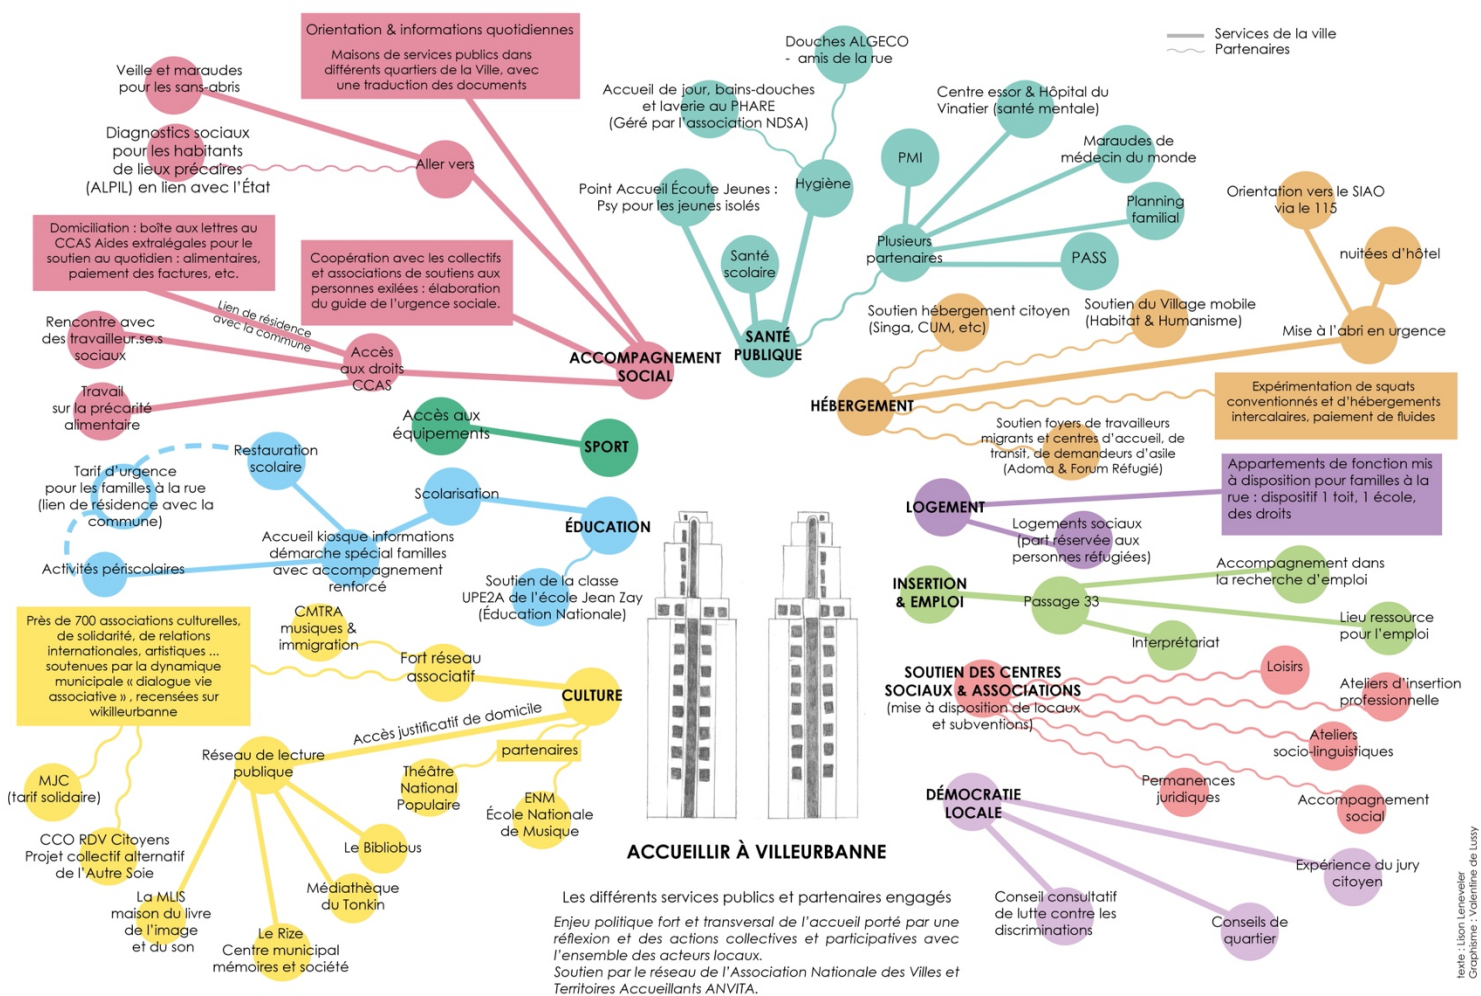 Services de la ville
Partenaires
Orientation & informations quotidiennes
Maisons de services publics dans
différents quartiers de la Ville, avec
une traduction des documents
Veille et maraudes
pour les sans-abris
Diagnostics sociaux
pour les habitants
de lieux précaires
(ALPIL) en lien avec l'État
Aller vers
Domiciliation : boîte aux lettres au
CCAS Aides extralégales pour le
soutien au quotidien : alimentaires,
paiement des factures, etc.
Coopération avec les collectifs
et associations de soutiens aux
personnes exilées : élaboration
du guide de l'urgence sociale.
Lien de résidence
avec la commune
Rencontre avec
des travailleur.se.s
sociaux
Accès
aux droits
CCAS
Travail
sur la précarité
alimentaire
ACCOMPAGNEMENT
SOCIAL
Douches ALGECO
- amis de la rue
Accueil de jour, bains-douches
et laverie au PHARE
(Géré par l'association NDSA)
Hygiène
Point Accueil Écoute Jeunes :
Psy pour les jeunes isolés
Santé
scolaire
SANTÉ
PUBLIQUE
Centre essor & Hôpital du
Vinatier (santé mentale)
PMI
Maraudes de
médecin du monde
Planning
familial
Plusieurs
partenaires
PASS
Orientation vers le SIAO
via le 115
nuitées d'hôtel
Mise à l'abri en urgence
Soutien hébergement citoyen
(Singa, CUM, etc)
Soutien du Village mobile
(Habitat & Humanisme)
HÉBERGEMENT
Expérimentation de squats
conventionnés et d'hébergements
intercalaires, paiement de fluides
Soutien foyers de travailleurs
migrants et centres d'accueil, de
transit, de demandeurs d'asile
(Adoma & Forum Réfugié)
Accès aux
équipements
SPORT
Restauration
scolaire
Tarif d'urgence
pour les familles à la rue
(lien de résidence avec la
commune)
Scolarisation
ÉDUCATION
Accueil kiosque informations
démarche spécial familles
avec accompagnement
renforcé
Activités périscolaires
Soutien de la classe
UPE2A de l'école Jean Zay
(Éducation Nationale)
LOGEMENT
Appartements de fonction mis
à disposition pour familles à la
rue : dispositif 1 toit, 1 école,
des droits
Logements sociaux
(part réservée aux
personnes réfugiées)
INSERTION
& EMPLOI
Passage 33
Accompagnement dans
la recherche d'emploi
Lieu ressource
pour l'emploi
Interprétariat
Près de 700 associations culturelles,
de solidarité, de relations
internationales, artistiques ...
soutenues par la dynamique
municipale « dialogue vie
associative » , recensées sur
wikilleurbanne
CMTRA
musiques &
immigration
Fort réseau
associatif
CULTURE
Accès justificatif de domicile
partenaires
Réseau de lecture
publique
Théâtre
National
Populaire
ENM
École Nationale
de Musique
MJC
(tarif solidaire)
CCO RDV Citoyens
Projet collectif alternatif
de l'Autre Soie
La MLIS
maison du livre
de l'image
et du son
Le Rize
Centre municipal
mémoires et société
Médiathèque
du Tonkin
Le Bibliobus
SOUTIEN DES CENTRES
SOCIAUX & ASSOCIATIONS
(mise à disposition de locaux
et subventions)
Loisirs
Ateliers d'insertion
professionnelle
Ateliers
socio-linguistiques
Permanences
juridiques
Accompagnement
social
DÉMOCRATIE
LOCALE
Expérience du jury
citoyen
Conseil consultatif
de lutte contre les
discriminations
Conseils de
quartier
ACCUEILLIR À VILLEURBANNE
Les différents services publics et partenaires engagés
Enjeu politique fort et transversal de l'accueil porté par une
réflexion et des actions collectives et participatives avec
l'ensemble des acteurs locaux.
Soutien par le réseau de l'Association Nationale des Villes et
Territoires Accueillants ANVITA.
texte : Lison Leneveler
Graphisme : Valentine de Lussy